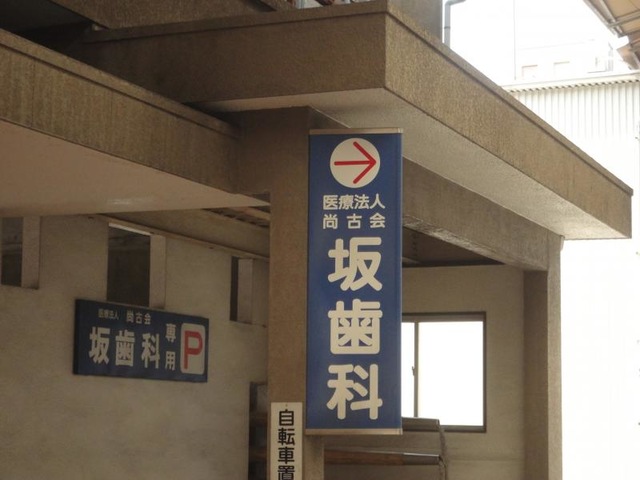 医療法人
尚古会
坂歯科
医療法人 尚古会
坂歯科 専用 P
自転車置